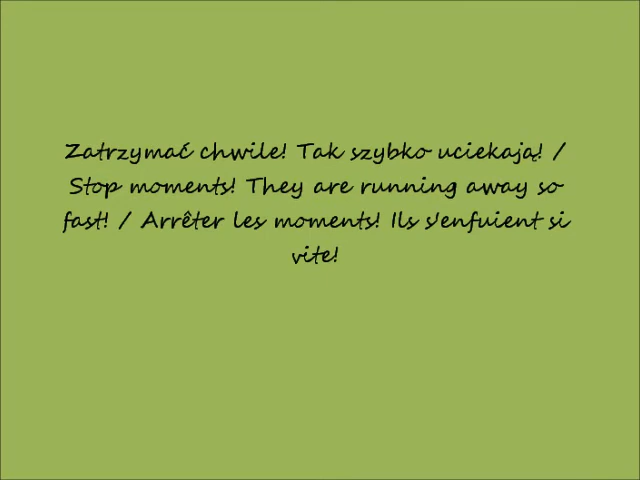 Zatrzymać chwile! Tak szybko uciekają! /
Stop moments! They are running away so
fast! / Arrêter les moments! Ils s'enfuient si
vite!